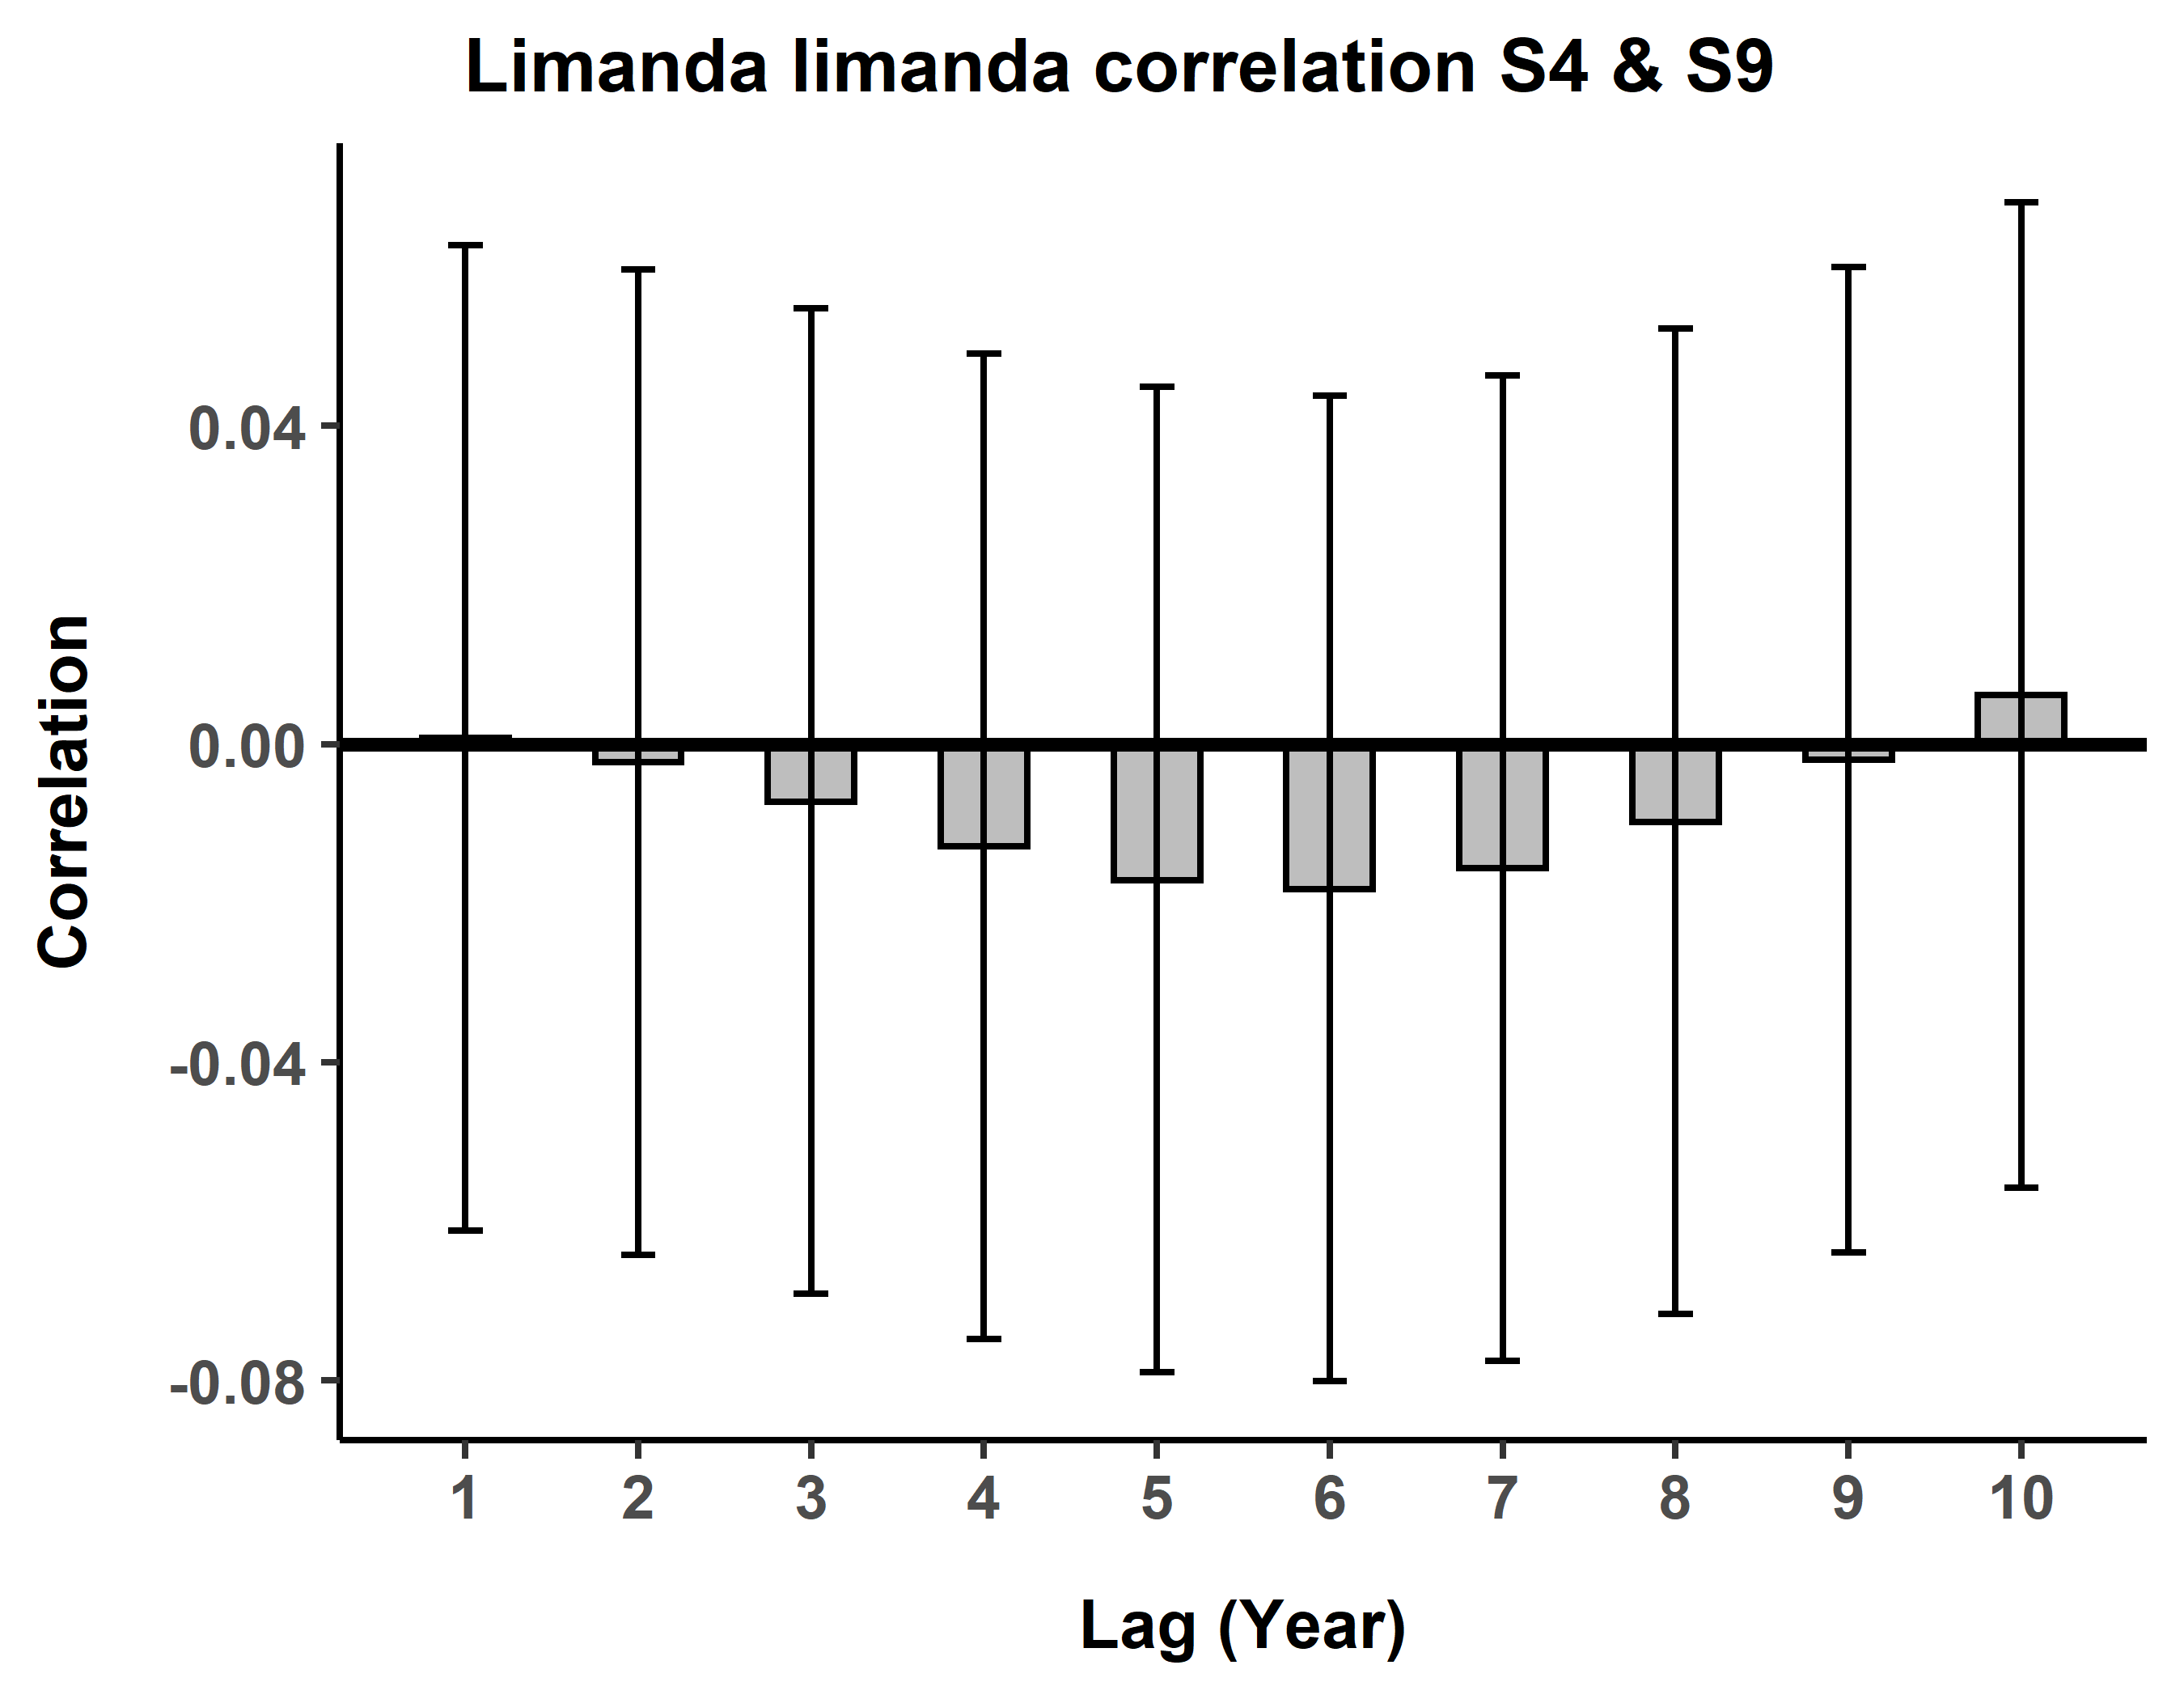 Limanda limanda correlation S4 & S9
Correlation
0.04
0.00
-0.04
-0.08
1 2 3 4 5 6 7 8 9 10
Lag (Year)